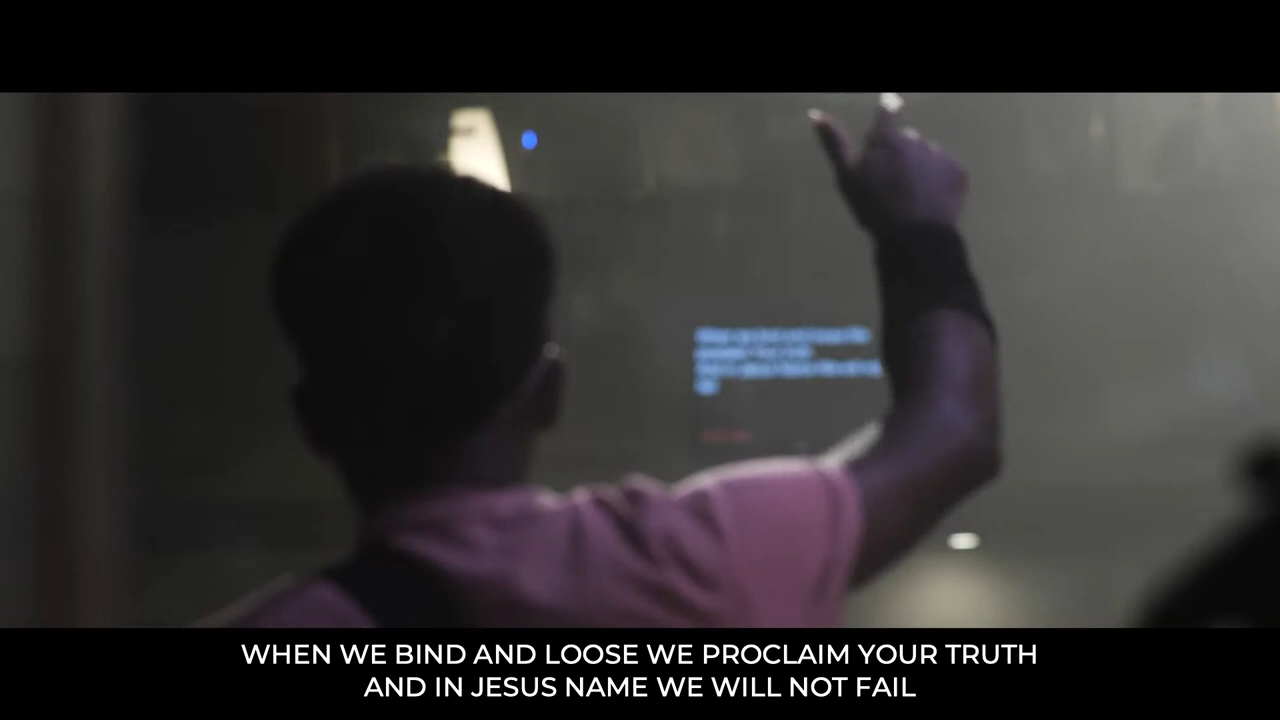 WHEN WE BIND AND LOOSE WE PROCLAIM YOUR TRUTH
AND IN JESUS NAME WE WILL NOT FAIL